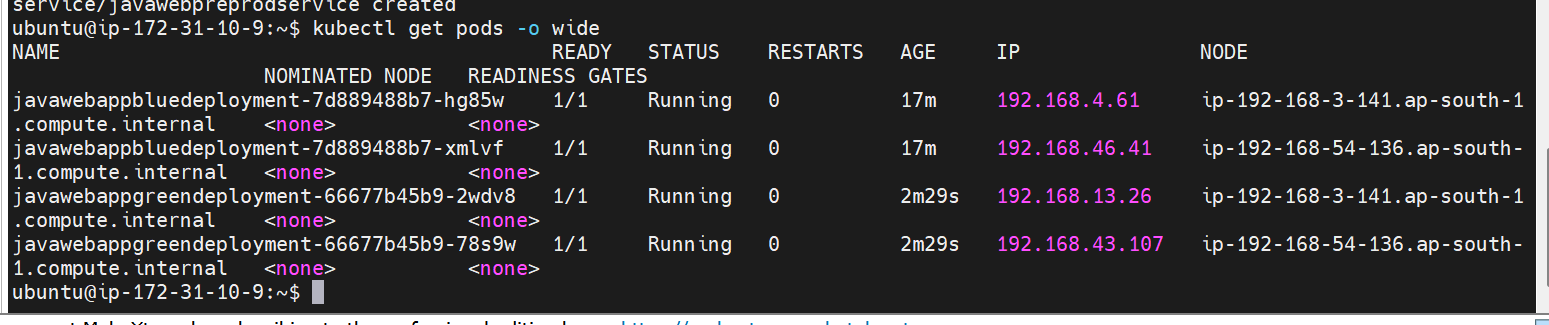 service/javawebpreprodservice created
ubuntu@ip-172-31-10-9:~$ kubectl get pods -o wide
NAME READY STATUS RESTARTS AGE IP NODE
NOMINATED NODE READINESS GATES
javawebappbluedeployment-7d889488b7-hg85w 1/1 Running 0 17m 192.168.4.61 ip-192-168-3-141.ap-south-1
.compute.internal <none> <none>
javawebappbluedeployment-7d889488b7-xmlvf 1/1 Running 0 17m 192.168.46.41 ip-192-168-54-136.ap-south-
1.compute.internal <none> <none>
javawebappgreendeployment-66677b45b9-2wdv8 1/1 Running 0 2m29s 192.168.13.26 ip-192-168-3-141.ap-south-1
.compute.internal <none> <none>
javawebappgreendeployment-66677b45b9-78s9w 1/1 Running 0 2m29s 192.168.43.107 ip-192-168-54-136.ap-south-
1.compute.internal <none> <none>
ubuntu@ip-172-31-10-9:~$